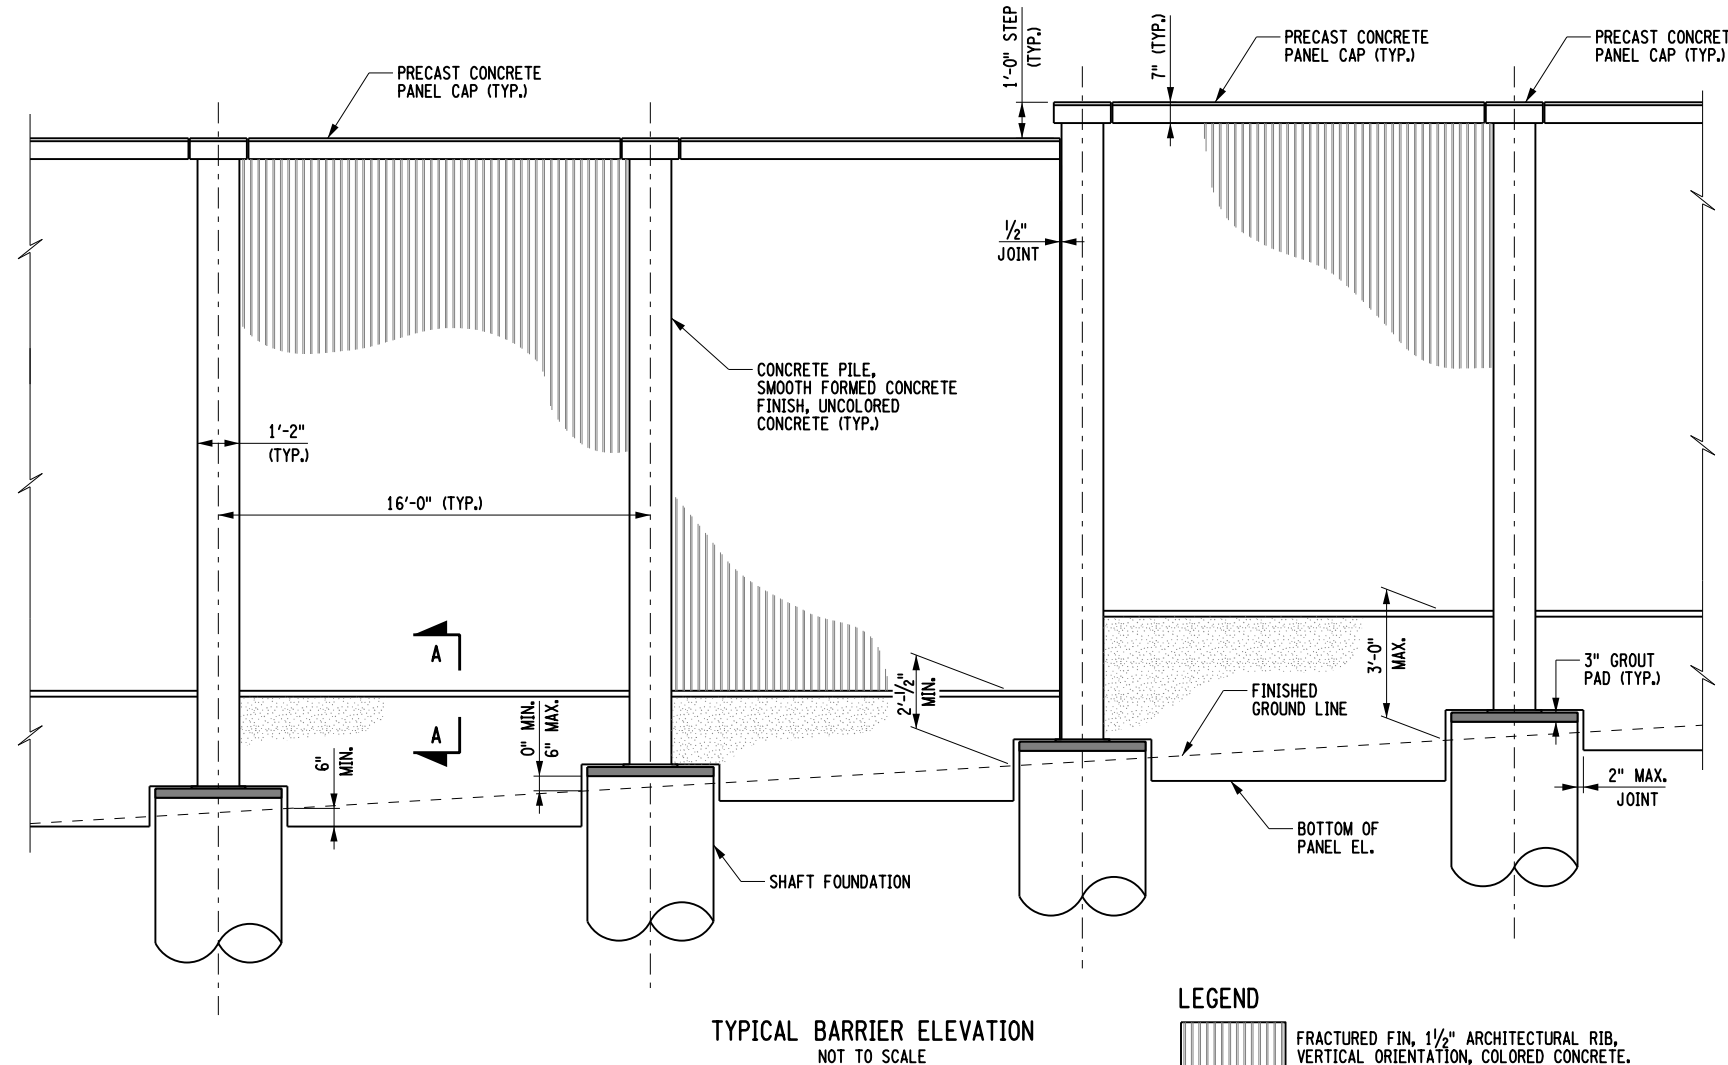 PRECAST CONCRETE
PANEL CAP (TYP.)
1'-0" STEP
(TYP.)
7" (TYP.)
PRECAST CONCRETE
PANEL CAP (TYP.)
PRECAST CONCRET
PANEL CAP (TYP.)
1/2"
JOINT
CONCRETE PILE,
SMOOTH FORMED CONCRETE
FINISH, UNCOLORED
CONCRETE (TYP.)
1'-2"
(TYP.)
16'-0" (TYP.)
A
A
6"
MIN.
0" MIN.
6" MAX.
2'-1/2"
MIN.
3'-0"
MAX.
FINISHED
GROUND LINE
3" GROUT
PAD (TYP.)
2" MAX.
JOINT
BOTTOM OF
PANEL EL.
SHAFT FOUNDATION
TYPICAL BARRIER ELEVATION
NOT TO SCALE
LEGEND
FRACTURED FIN, 1 1/2" ARCHITECTURAL RIB,
VERTICAL ORIENTATION, COLORED CONCRETE.